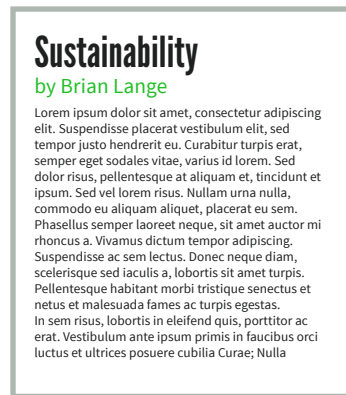 Sustainability
by Brian Lange
Lorem ipsum dolor sit amet, consectetur adipiscing
elit. Suspendisse placerat vestibulum elit, sed
tempor justo hendrerit eu. Curabitur turpis erat,
semper eget sodales vitae, varius id lorem. Sed
dolor risus, pellentesque at aliquam et, tincidunt et
ipsum. Sed vel lorem risus. Nullam urna nulla,
commodo eu aliquam aliquet, placerat eu sem.
Phasellus semper laoreet neque, sit amet auctor mi
rhoncus a. Vivamus dictum tempor adipiscing.
Suspendisse ac sem lectus. Donec neque diam,
scelerisque sed iaculis a, lobortis sit amet turpis.
Pellentesque habitant morbi tristique senectus et
netus et malesuada fames ac turpis egestas.
In sem risus, lobortis in eleifend quis, porttitor ac
erat. Vestibulum ante ipsum primis in faucibus orci
luctus et ultrices posuere cubilia Curae; Nulla